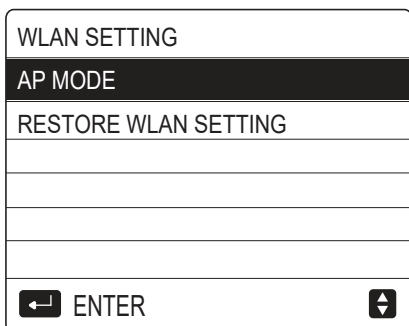 WLAN SETTING
AP MODE
RESTORE WLAN SETTING
ENTER